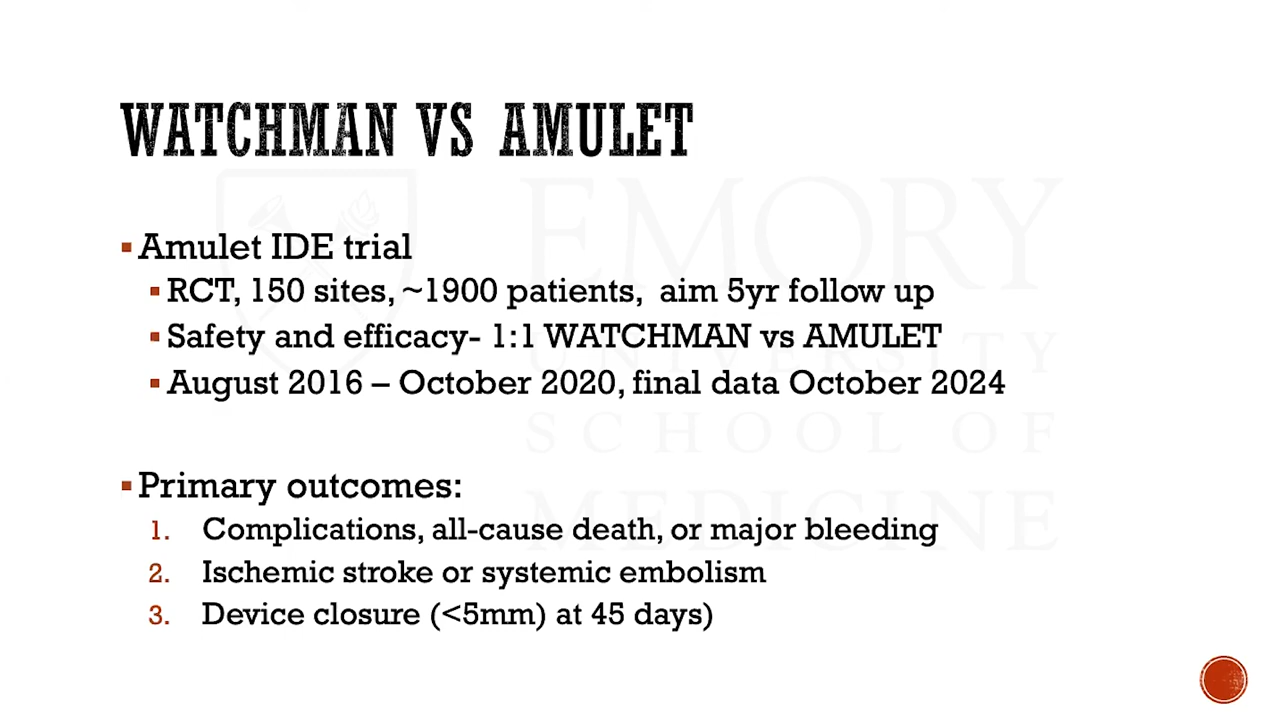 WATCHMAN VS AMULET
Amulet IDE trial
RCT, 150 sites, ~1900 patients, aim 5yr follow up
Safety and efficacy- 1:1 WATCHMAN vs AMULET
August 2016 – October 2020, final data October 2024
Primary outcomes:
1. Complications, all-cause death, or major bleeding
2. Ischemic stroke or systemic embolism
3. Device closure (<5mm) at 45 days)
EMORY
UNIVERSITY
SCHOOL OF
MEDICINE